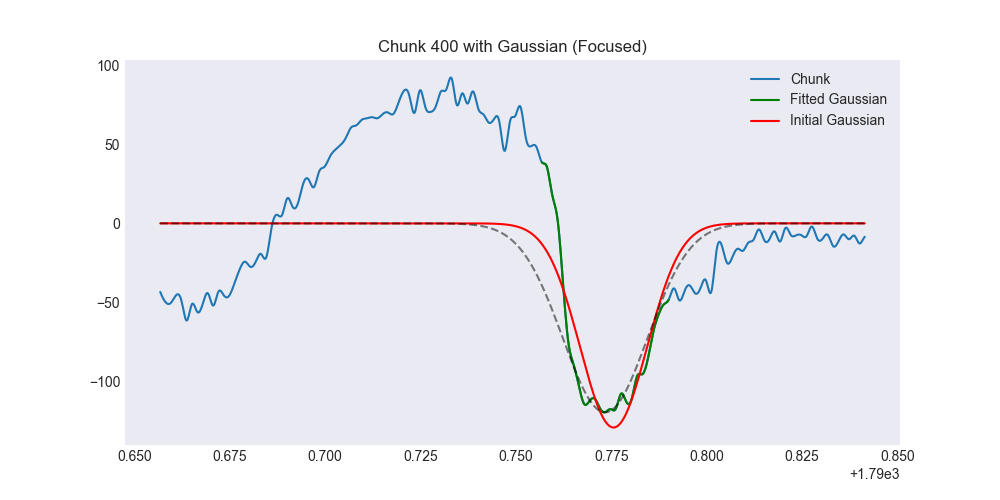 Chunk 400 with Gaussian (Focused)
Chunk
Fitted Gaussian
Initial Gaussian
100
50
0
−50
−100
0.650 0.675 0.700 0.725 0.750 0.775 0.800 0.825 0.850
+1.79e3